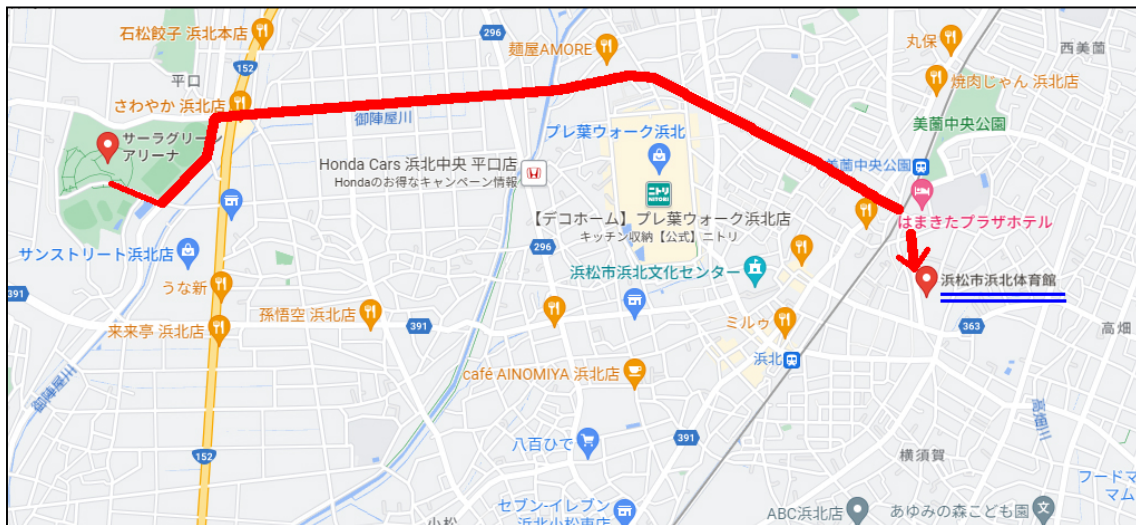 石松餃子 浜北本店
296
麺屋AMORE
丸保
西美薗
152
平口
焼肉じゃん 浜北店
さわやか 浜北店
御陣屋川
美薗中央公園
サーラグリーン
アリーナ
プレ葉ウォーク浜北
Honda Cars 浜北中央 平口店
Hondaのお得なキャンペーン情報
美薗中央公園
ニトリ
NITORI
はまきたプラザホテル
【デコホーム】プレ葉ウォーク浜北店
キッチン収納【公式】ニトリ
サンストリート浜北店
296
浜松市浜北文化センター
浜松市浜北体育館
391
うな新
孫悟空 浜北店
391
ミルゥ
363
高畑
来来亭 浜北店
浜北
御陣屋川
café AINOMIYA 浜北店
高畑川
八百ひで
391
152
横須賀
フードマ
マム
セブン-イレブン
浜北小松東店
小松
ABC浜北店
あゆみの森こども園